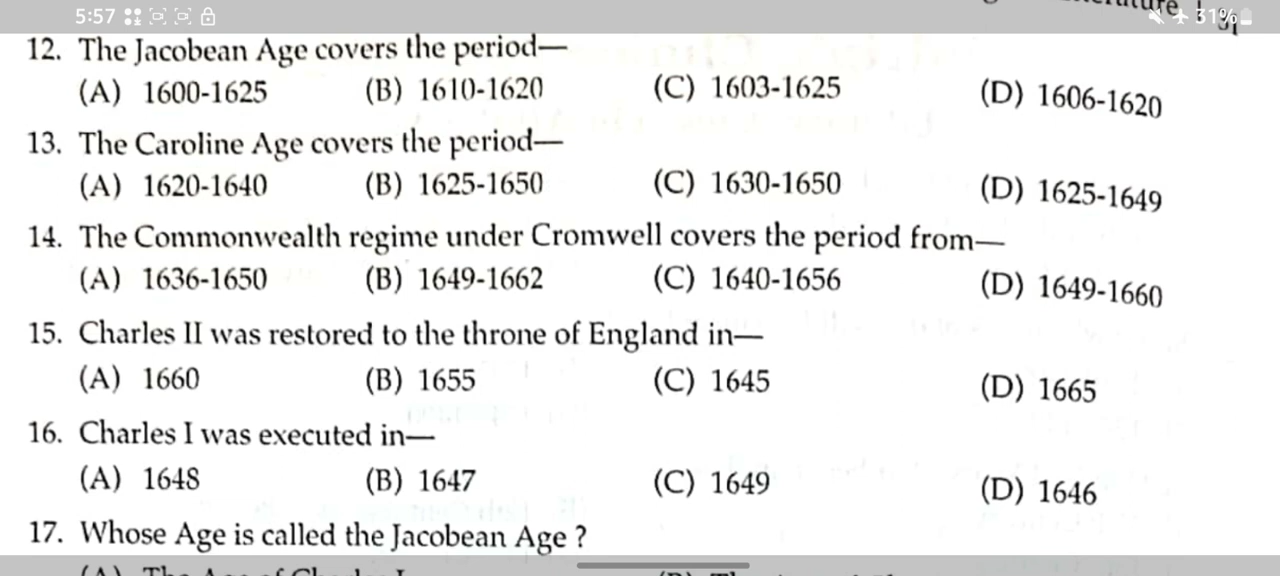 5:57
31%
12. The Jacobean Age covers the period—
(A) 1600-1625 (B) 1610-1620 (C) 1603-1625 (D) 1606-1620
13. The Caroline Age covers the period—
(A) 1620-1640 (B) 1625-1650 (C) 1630-1650 (D) 1625-1649
14. The Commonwealth regime under Cromwell covers the period from—
(A) 1636-1650 (B) 1649-1662 (C) 1640-1656 (D) 1649-1660
15. Charles II was restored to the throne of England in—
(A) 1660 (B) 1655 (C) 1645 (D) 1665
16. Charles I was executed in—
(A) 1648 (B) 1647 (C) 1649 (D) 1646
17. Whose Age is called the Jacobean Age ?